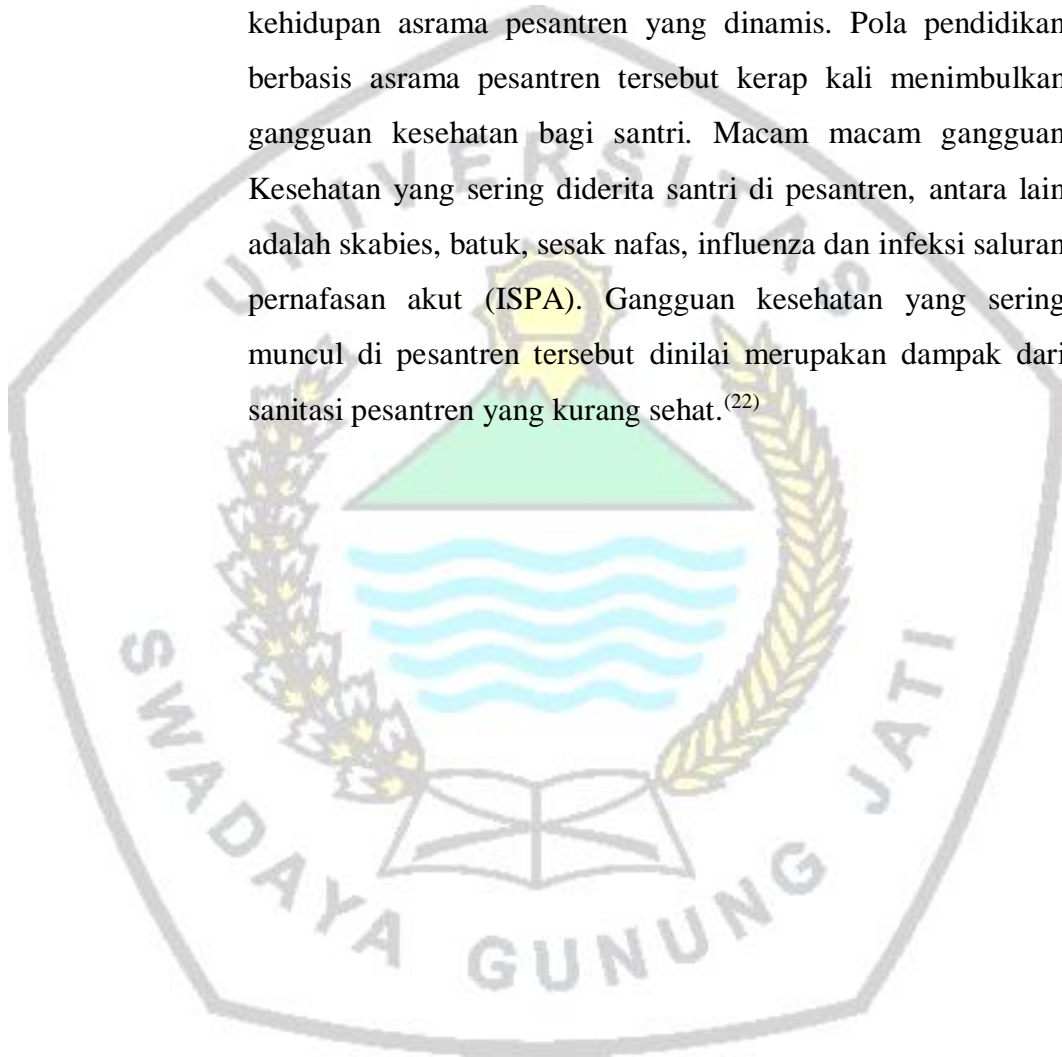 kehidupan asrama pesantren yang dinamis. Pola pendidikan
berbasis asrama pesantren tersebut kerap kali menimbulkan
gangguan kesehatan bagi santri. Macam macam gangguan
Kesehatan yang sering diderita santri di pesantren, antara lain
adalah skabies, batuk, sesak nafas, influenza dan infeksi saluran
pernafasan akut (ISPA). Gangguan kesehatan yang sering
muncul di pesantren tersebut dinilai merupakan dampak dari
sanitasi pesantren yang kurang sehat.(22)
UNIVERSITAS
SWADAYA GUNUNG JATI